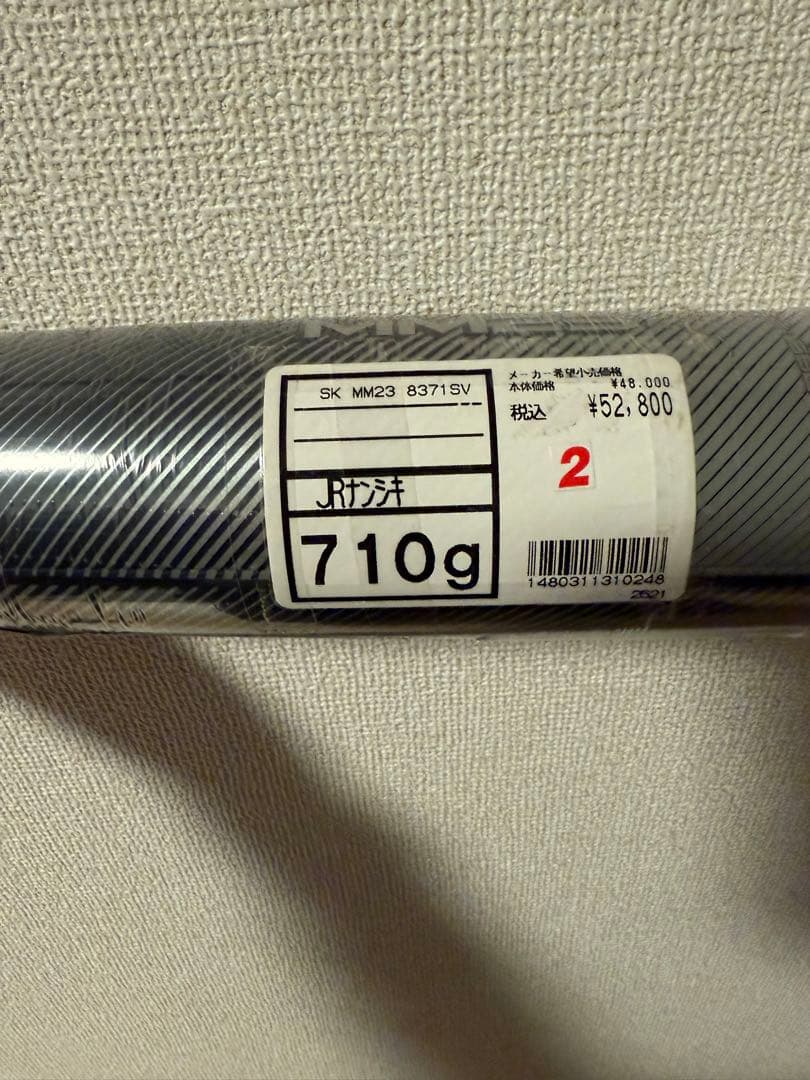 MM23
SK MM23 8371SV
JRナンシキ
710g
メーカー希望小売価格
本体価格 ¥48.000
税込 ¥52,800
2
1480311310248
2621